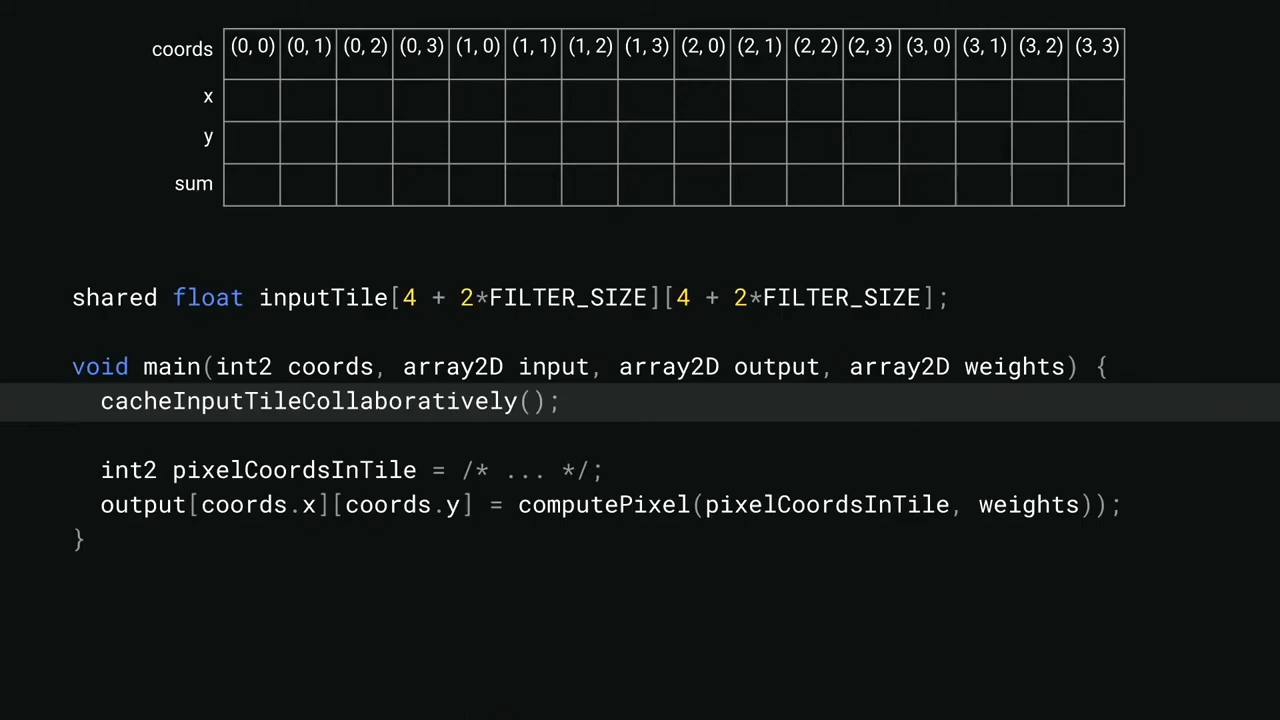 coords (0, 0) (0, 1) (0, 2) (0, 3) (1, 0) (1, 1) (1, 2) (1, 3) (2, 0) (2, 1) (2, 2) (2, 3) (3, 0) (3, 1) (3, 2) (3, 3)
x
y
sum
shared float inputTile[4 + 2*FILTER_SIZE][4 + 2*FILTER_SIZE];
void main(int2 coords, array2D input, array2D output, array2D weights) {
cacheInputTileCollaboratively();
int2 pixelCoordsInTile = /* ... */;
output[coords.x][coords.y] = computePixel(pixelCoordsInTile, weights));
}